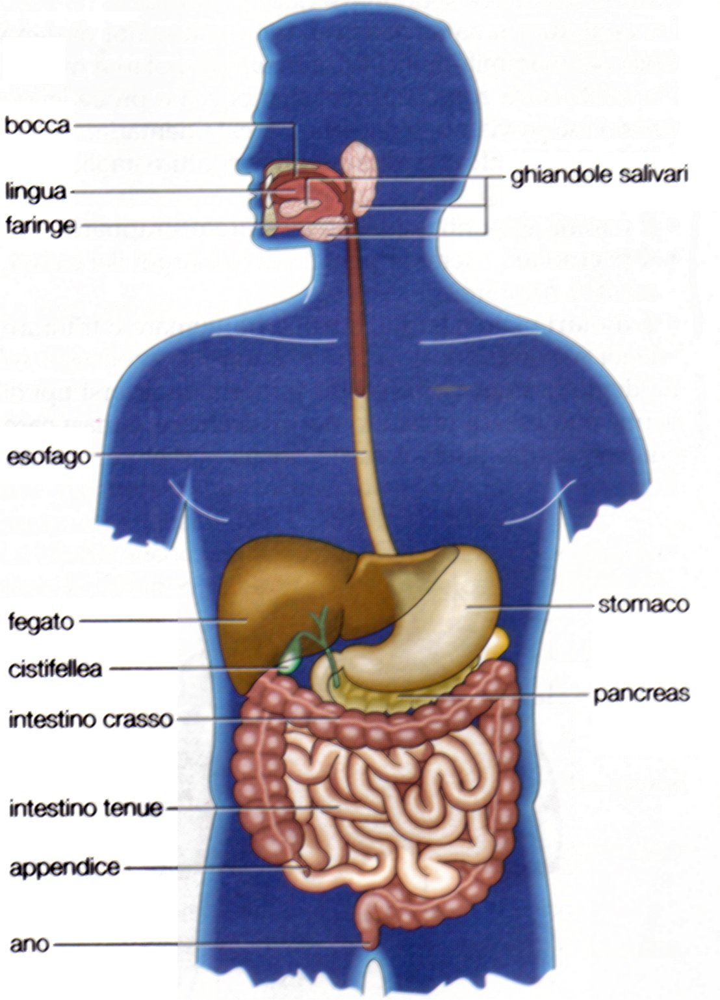 bocca
lingua
faringe
ghiandole salivari
esofago
fegato
stomaco
cistifellea
pancreas
intestino crasso
intestino tenue
appendice
ano